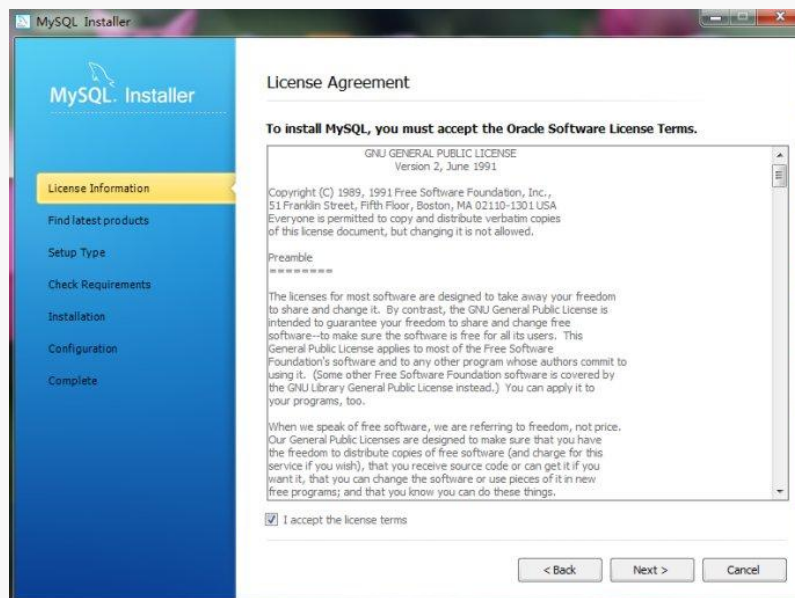 MySQL Installer
MySQL. Installer
License Information
Find latest products
Setup Type
Check Requirements
Installation
Configuration
Complete
License Agreement
To install MySQL, you must accept the Oracle Software License Terms.
GNU GENERAL PUBLIC LICENSE
Version 2, June 1991
Copyright (C) 1989, 1991 Free Software Foundation, Inc.,
51 Franklin Street, Fifth Floor, Boston, MA 02110-1301 USA
Everyone is permitted to copy and distribute verbatim copies
of this license document, but changing it is not allowed.
Preamble
========
The licenses for most software are designed to take away your freedom
to share and change it. By contrast, the GNU General Public License is
intended to guarantee your freedom to share and change free
software--to make sure the software is free for all its users. This
General Public License applies to most of the Free Software
Foundation's software and to any other program whose authors commit to
using it. (Some other Free Software Foundation software is covered by
the GNU Library General Public License instead.) You can apply it to
your programs, too.
When we speak of free software, we are referring to freedom, not price.
Our General Public Licenses are designed to make sure that you have
the freedom to distribute copies of free software (and charge for this
service if you wish), that you receive source code or can get it if you
want it, that you can change the software or use pieces of it in new
free programs; and that you know you can do these things.
I accept the license terms
< Back
Next >
Cancel